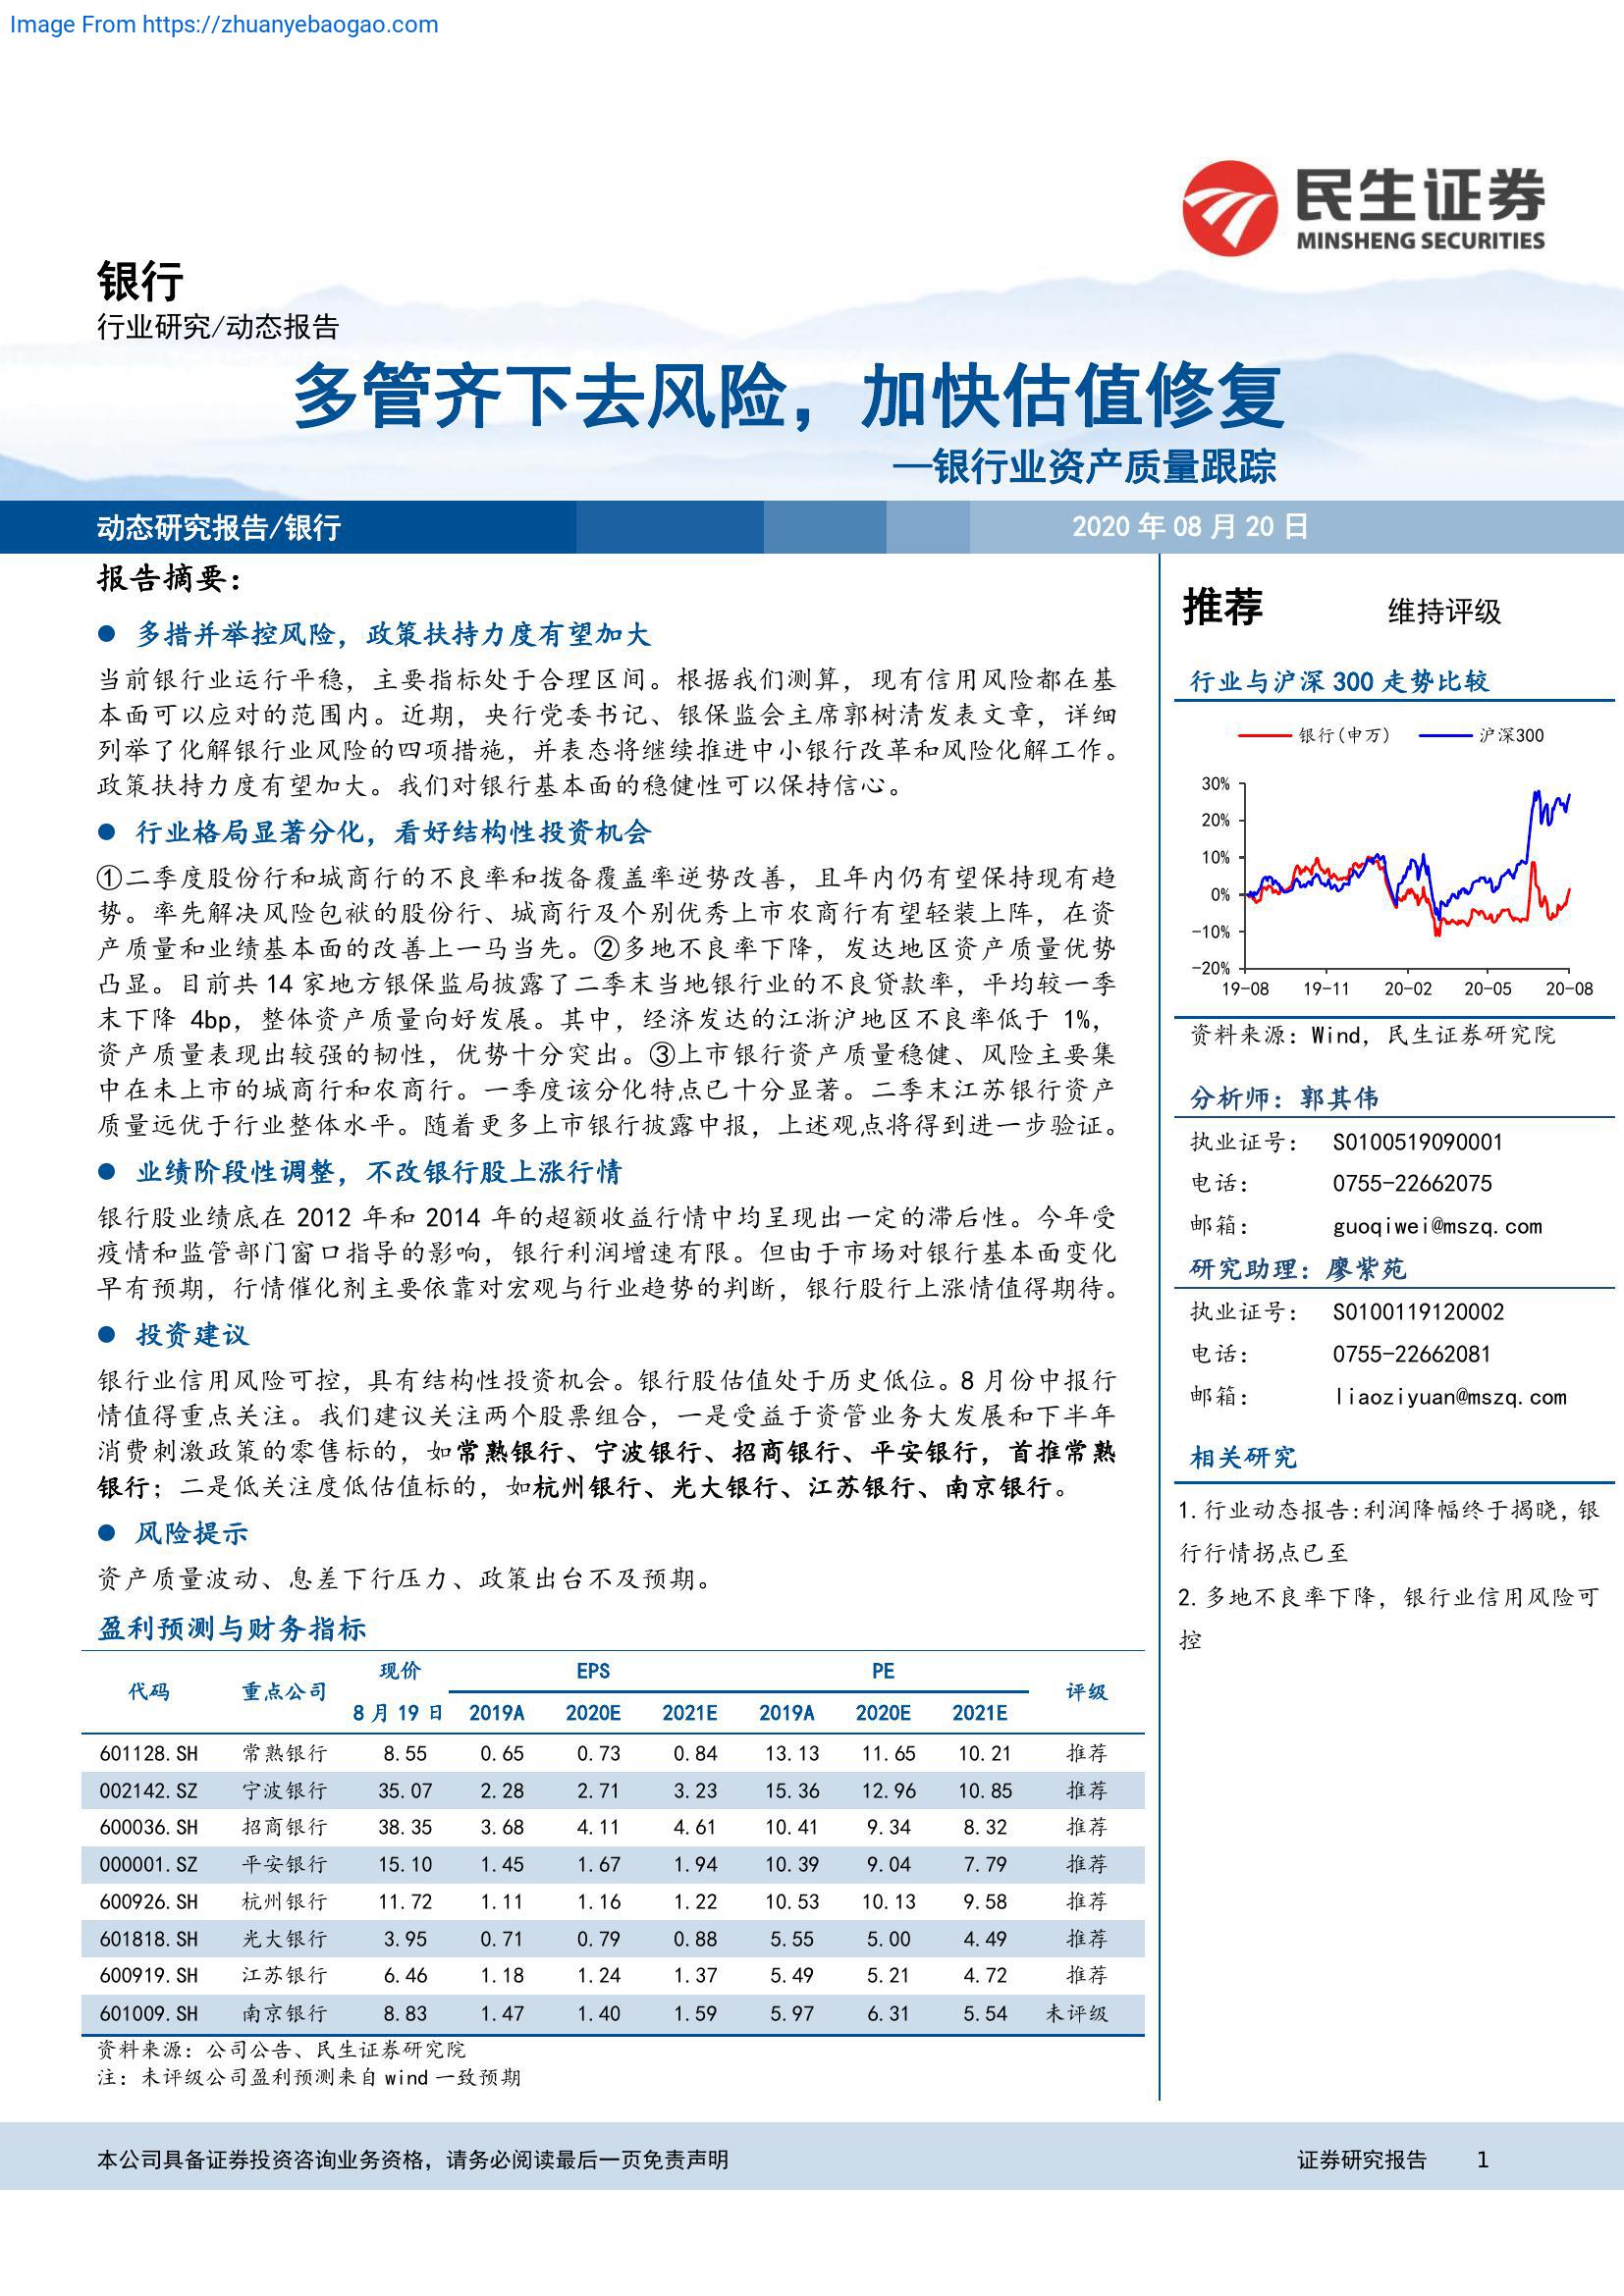 Image From https://zhuanyebaogao.com
民生证券
MINSHENG SECURITIES
银行
行业研究/动态报告
多管齐下去风险，加快估值修复
—银行业资产质量跟踪
动态研究报告/银行
2020 年 08 月 20 日
报告摘要：
● 多措并举控风险，政策扶持力度有望加大
当前银行业运行平稳，主要指标处于合理区间。根据我们测算，现有信用风险都在基
本面可以应对的范围内。近期，央行党委书记、银保监会主席郭树清发表文章，详细
列举了化解银行业风险的四项措施，并表态将继续推进中小银行改革和风险化解工作。
政策扶持力度有望加大。我们对银行基本面的稳健性可以保持信心。
● 行业格局显著分化，看好结构性投资机会
①二季度股份行和城商行的不良率和拨备覆盖率逆势改善，且年内仍有望保持现有趋
势。率先解决风险包袱的股份行、城商行及个别优秀上市农商行有望轻装上阵，在资
产质量和业绩基本面的改善上一马当先。②多地不良率下降，发达地区资产质量优势
凸显。目前共 14 家地方银保监局披露了二季末当地银行业的不良贷款率，平均较一季
末下降 4bp，整体资产质量向好发展。其中，经济发达的江浙沪地区不良率低于 1%，
资产质量表现出较强的韧性，优势十分突出。③上市银行资产质量稳健、风险主要集
中在未上市的城商行和农商行。一季度该分化特点已十分显著。二季末江苏银行资产
质量远优于行业整体水平。随着更多上市银行披露中报，上述观点将得到进一步验证。
● 业绩阶段性调整，不改银行股上涨行情
银行股业绩底在 2012 年和 2014 年的超额收益行情中均呈现出一定的滞后性。今年受
疫情和监管部门窗口指导的影响，银行利润增速有限。但由于市场对银行基本面变化
早有预期，行情催化剂主要依靠对宏观与行业趋势的判断，银行股行上涨情值得期待。
● 投资建议
银行业信用风险可控，具有结构性投资机会。银行股估值处于历史低位。8 月份中报行
情值得重点关注。我们建议关注两个股票组合，一是受益于资管业务大发展和下半年
消费刺激政策的零售标的，如常熟银行、宁波银行、招商银行、平安银行，首推常熟
银行；二是低关注度低估值标的，如杭州银行、光大银行、江苏银行、南京银行。
● 风险提示
资产质量波动、息差下行压力、政策出台不及预期。
盈利预测与财务指标
代码 重点公司 现价 EPS PE 评级
8 月 19 日 2019A 2020E 2021E 2019A 2020E 2021E
601128.SH 常熟银行 8.55 0.65 0.73 0.84 13.13 11.65 10.21 推荐
002142.SZ 宁波银行 35.07 2.28 2.71 3.23 15.36 12.96 10.85 推荐
600036.SH 招商银行 38.35 3.68 4.11 4.61 10.41 9.34 8.32 推荐
000001.SZ 平安银行 15.10 1.45 1.67 1.94 10.39 9.04 7.79 推荐
600926.SH 杭州银行 11.72 1.11 1.16 1.22 10.53 10.13 9.58 推荐
601818.SH 光大银行 3.95 0.71 0.79 0.88 5.55 5.00 4.49 推荐
600919.SH 江苏银行 6.46 1.18 1.24 1.37 5.49 5.21 4.72 推荐
601009.SH 南京银行 8.83 1.47 1.40 1.59 5.97 6.31 5.54 未评级
资料来源：公司公告、民生证券研究院
注：未评级公司盈利预测来自 wind 一致预期
推荐 维持评级
行业与沪深 300 走势比较
银行(申万) 沪深300
30%
20%
10%
0%
-10%
-20%
19-08 19-11 20-02 20-05 20-08
资料来源：Wind，民生证券研究院
分析师：郭其伟
执业证号： S0100519090001
电话： 0755-22662075
邮箱： guoqiwei@mszq.com
研究助理：廖紫苑
执业证号： S0100119120002
电话： 0755-22662081
邮箱： liaoziyuan@mszq.com
相关研究
1.行业动态报告:利润降幅终于揭晓,银
行行情拐点已至
2.多地不良率下降，银行业信用风险可
控
本公司具备证券投资咨询业务资格，请务必阅读最后一页免责声明
证券研究报告 1